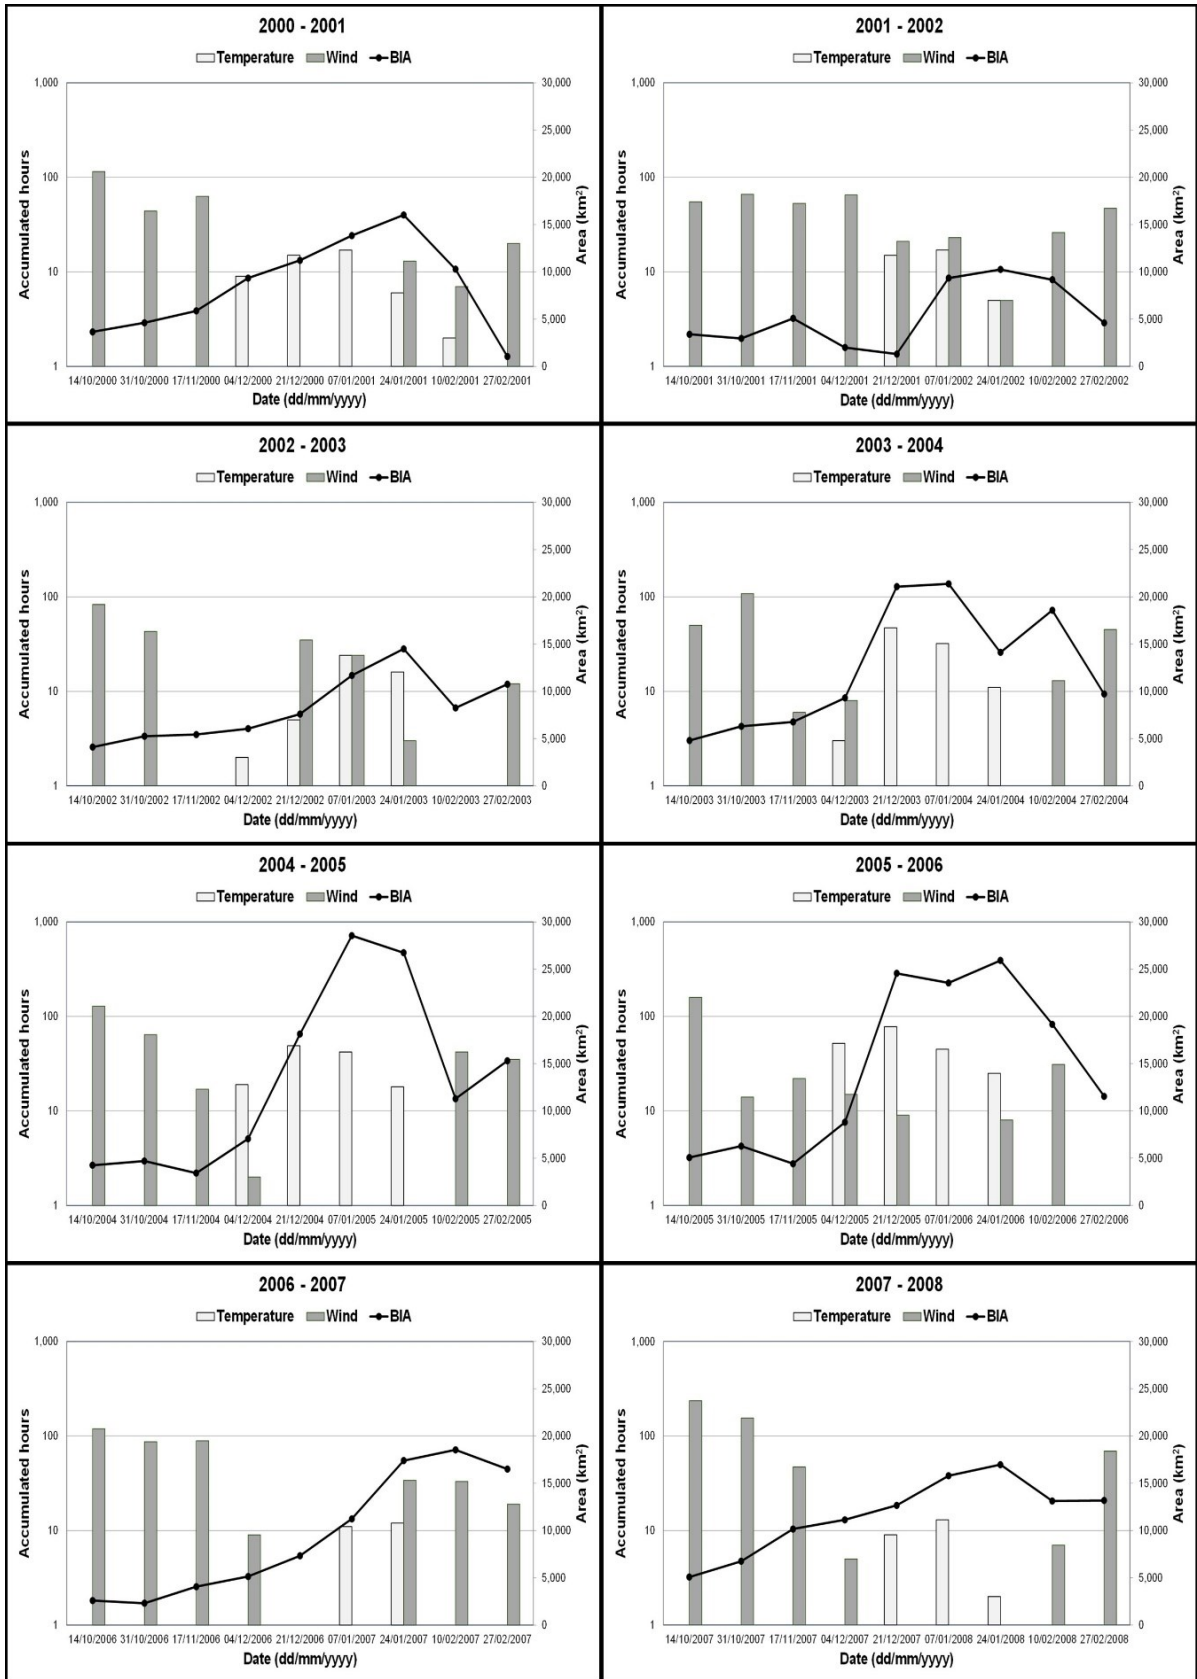 2000 - 2001
Temperature Wind BIA
1,000
100
10
1
30,000
25,000
20,000
15,000
10,000
5,000
0
Accumulated hours
Area (km²)
14/10/2000 31/10/2000 17/11/2000 04/12/2000 21/12/2000 07/01/2001 24/01/2001 10/02/2001 27/02/2001
Date (dd/mm/yyyy)
2001 - 2002
Temperature Wind BIA
1,000
100
10
1
30,000
25,000
20,000
15,000
10,000
5,000
0
Accumulated hours
Area (km²)
14/10/2001 31/10/2001 17/11/2001 04/12/2001 21/12/2001 07/01/2002 24/01/2002 10/02/2002 27/02/2002
Date (dd/mm/yyyy)
2002 - 2003
Temperature Wind BIA
1,000
100
10
1
30,000
25,000
20,000
15,000
10,000
5,000
0
Accumulated hours
Area (km²)
14/10/2002 31/10/2002 17/11/2002 04/12/2002 21/12/2002 07/01/2003 24/01/2003 10/02/2003 27/02/2003
Date (dd/mm/yyyy)
2003 - 2004
Temperature Wind BIA
1,000
100
10
1
30,000
25,000
20,000
15,000
10,000
5,000
0
Accumulated hours
Area (km²)
14/10/2003 31/10/2003 17/11/2003 04/12/2003 21/12/2003 07/01/2004 24/01/2004 10/02/2004 27/02/2004
Date (dd/mm/yyyy)
2004 - 2005
Temperature Wind BIA
1,000
100
10
1
30,000
25,000
20,000
15,000
10,000
5,000
0
Accumulated hours
Area (km²)
14/10/2004 31/10/2004 17/11/2004 04/12/2004 21/12/2004 07/01/2005 24/01/2005 10/02/2005 27/02/2005
Date (dd/mm/yyyy)
2005 - 2006
Temperature Wind BIA
1,000
100
10
1
30,000
25,000
20,000
15,000
10,000
5,000
0
Accumulated hours
Area (km²)
14/10/2005 31/10/2005 17/11/2005 04/12/2005 21/12/2005 07/01/2006 24/01/2006 10/02/2006 27/02/2006
Date (dd/mm/yyyy)
2006 - 2007
Temperature Wind BIA
1,000
100
10
1
30,000
25,000
20,000
15,000
10,000
5,000
0
Accumulated hours
Area (km²)
14/10/2006 31/10/2006 17/11/2006 04/12/2006 21/12/2006 07/01/2007 24/01/2007 10/02/2007 27/02/2007
Date (dd/mm/yyyy)
2007 - 2008
Temperature Wind BIA
1,000
100
10
1
30,000
25,000
20,000
15,000
10,000
5,000
0
Accumulated hours
Area (km²)
14/10/2007 31/10/2007 17/11/2007 04/12/2007 21/12/2007 07/01/2008 24/01/2008 10/02/2008 27/02/2008
Date (dd/mm/yyyy)